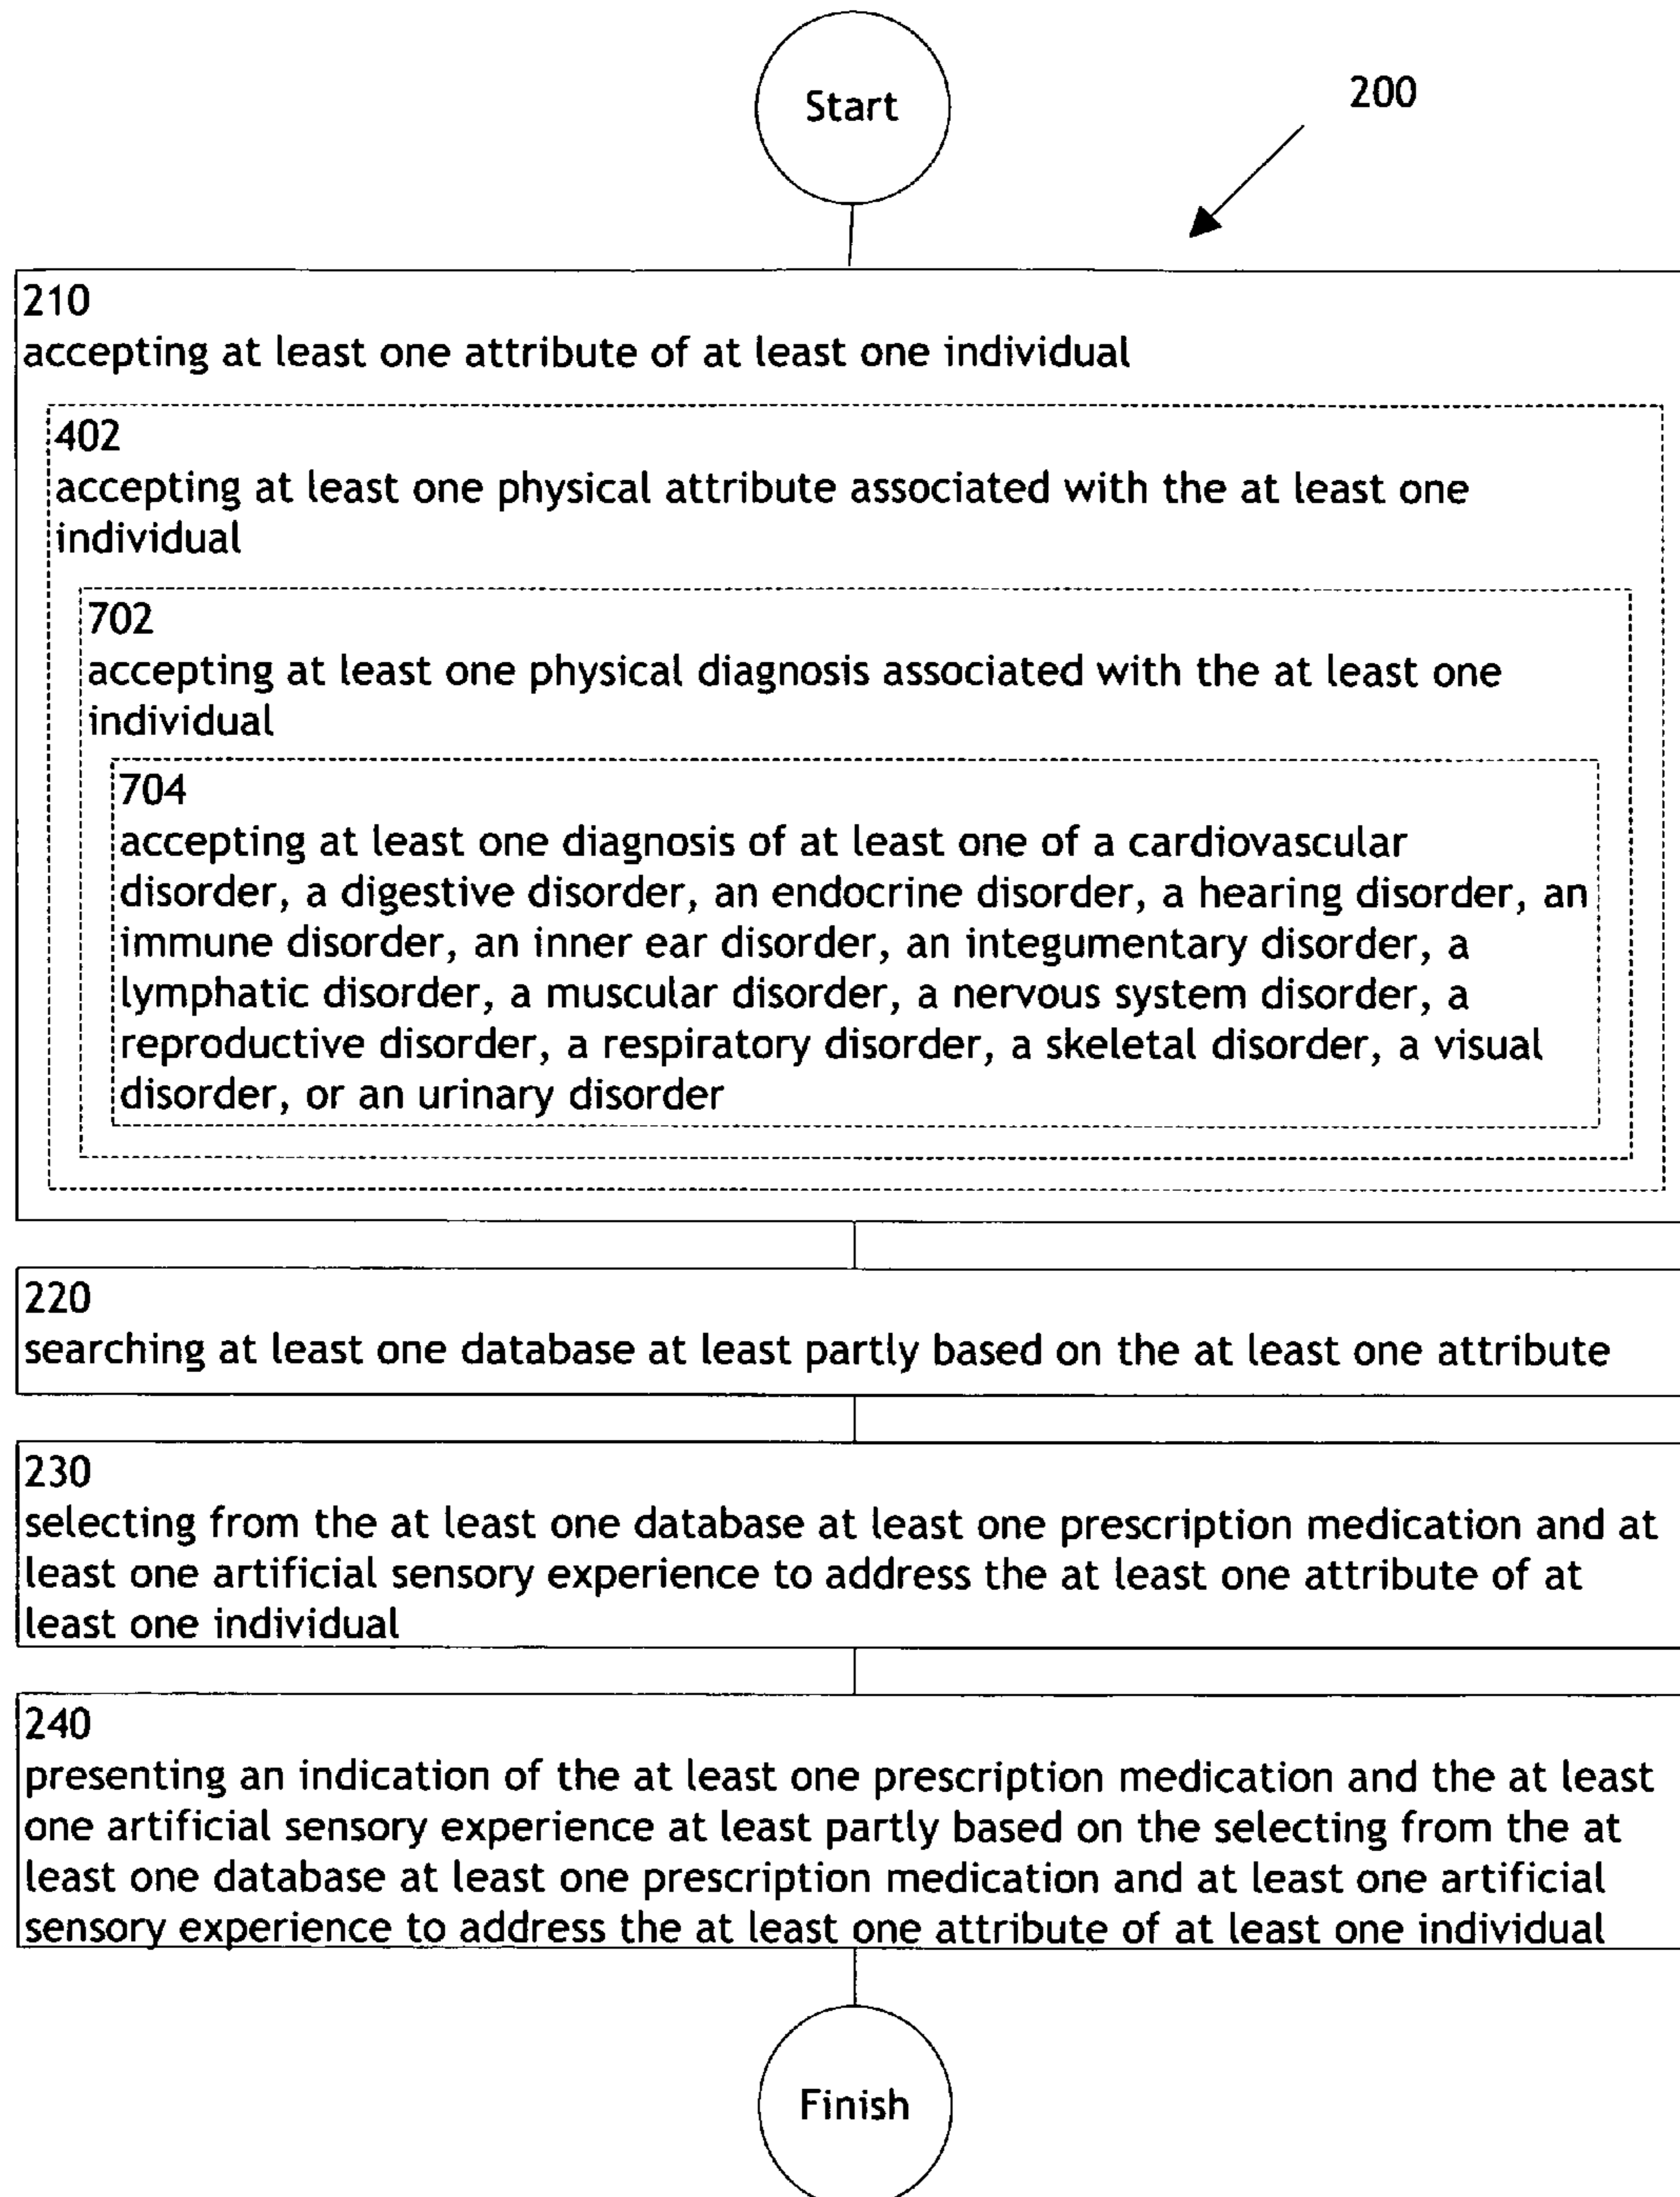 Start
200
210
accepting at least one attribute of at least one individual
402
accepting at least one physical attribute associated with the at least one
individual
702
accepting at least one physical diagnosis associated with the at least one
individual
704
accepting at least one diagnosis of at least one of a cardiovascular
disorder, a digestive disorder, an endocrine disorder, a hearing disorder, an
immune disorder, an inner ear disorder, an integumentary disorder, a
lymphatic disorder, a muscular disorder, a nervous system disorder, a
reproductive disorder, a respiratory disorder, a skeletal disorder, a visual
disorder, or an urinary disorder
220
searching at least one database at least partly based on the at least one attribute
230
selecting from the at least one database at least one prescription medication and at
least one artificial sensory experience to address the at least one attribute of at
least one individual
240
presenting an indication of the at least one prescription medication and the at least
one artificial sensory experience at least partly based on the selecting from the at
least one database at least one prescription medication and at least one artificial
sensory experience to address the at least one attribute of at least one individual
Finish